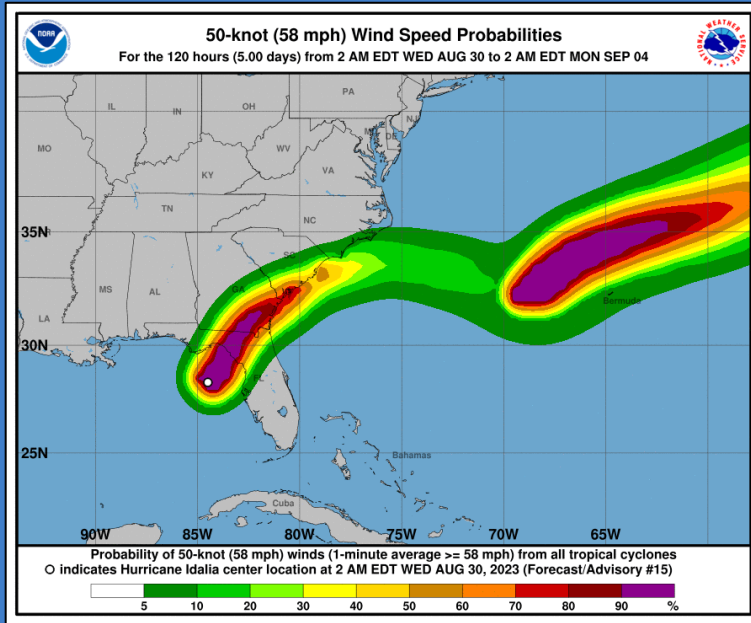 NOAA
50-knot (58 mph) Wind Speed Probabilities
For the 120 hours (5.00 days) from 2 AM EDT WED AUG 30 to 2 AM EDT MON SEP 04
NATIONAL WEATHER SERVICE
PA
IL
IN
OH
NJ
MD
DE
MO
WV
KY
VA
TN
NC
35N
SC
MS
AL
GA
Bermuda
LA
30N
FL
25N
Bahamas
Cuba
90W
85W
80W
75W
70W
65W
Probability of 50-knot (58 mph) winds (1-minute average >= 58 mph) from all tropical cyclones
indicates Hurricane Idalia center location at 2 AM EDT WED AUG 30, 2023 (Forecast/Advisory #15)
5 10 20 30 40 50 60 70 80 90 %